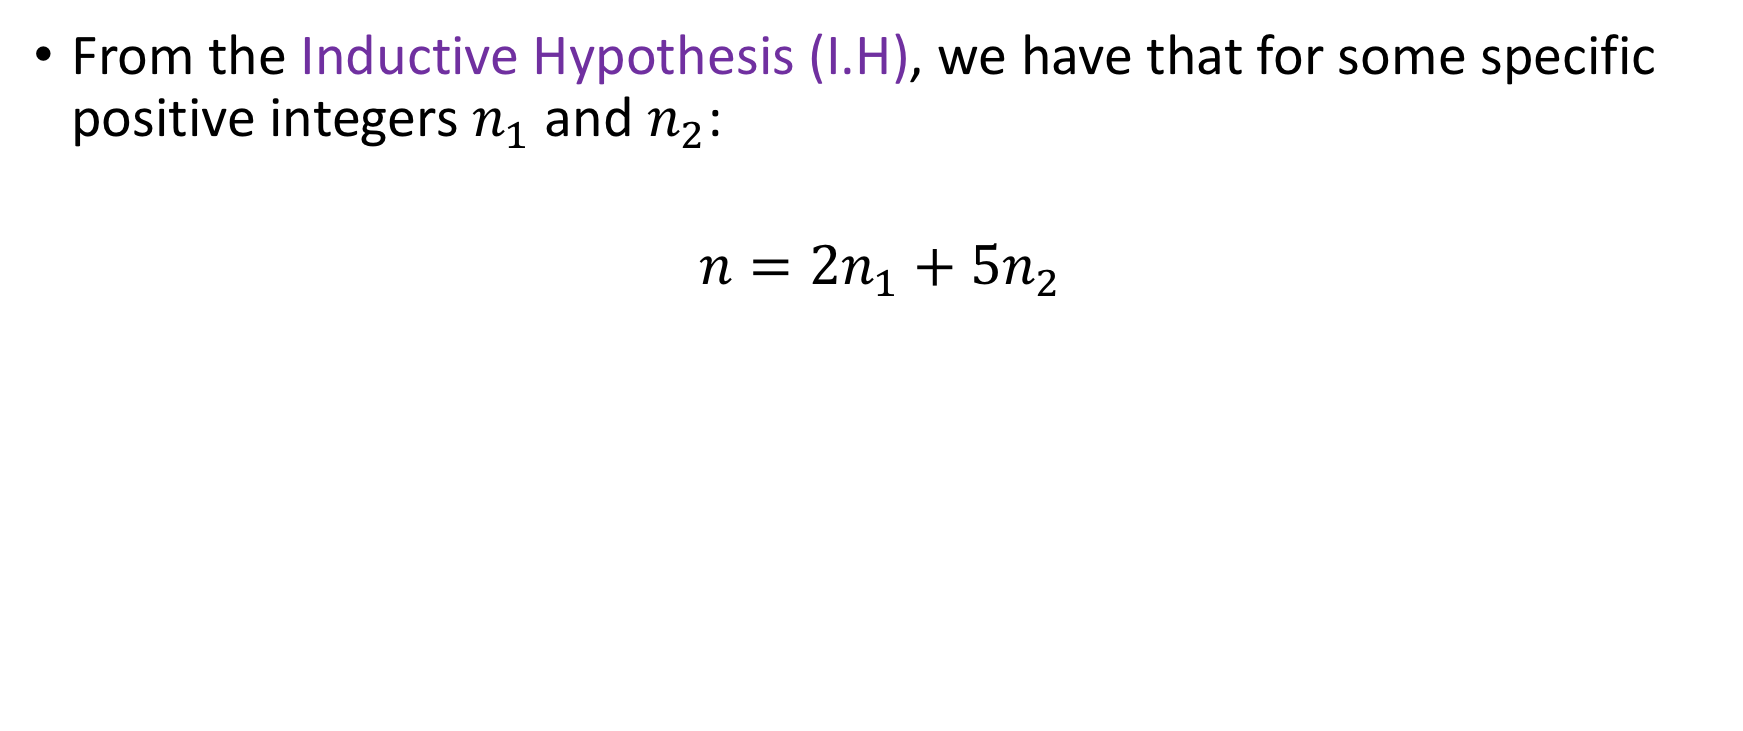 • From the Inductive Hypothesis (I.H), we have that for some specific
positive integers 𝑛₁ and 𝑛₂:
𝑛 = 2𝑛₁ + 5𝑛₂